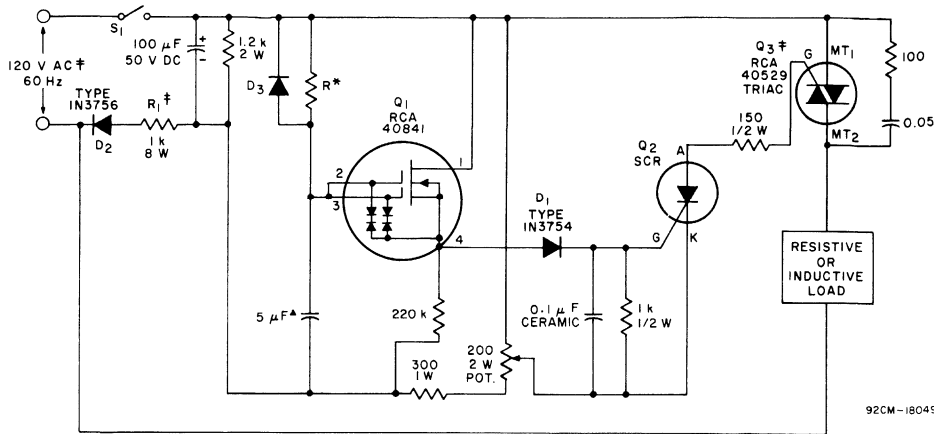 S1
120 V AC‡
60 Hz
100 µF
50 V DC
+
-
1.2 k
2 W
TYPE
IN3756
D2
R1‡
1 k
8 W
D3
R*
Q1
RCA
40841
1
2
3
4
5 µF▲
220 k
300
1W
200
2 W
POT.
D1
TYPE
IN3754
0.1 µF
CERAMIC
1 k
1/2 W
Q2
SCR
A
G
K
150
1/2 W
Q3‡
RCA
40529
TRIAC
G
MT1
MT2
100
0.05
RESISTIVE
OR
INDUCTIVE
LOAD
92CM-18049